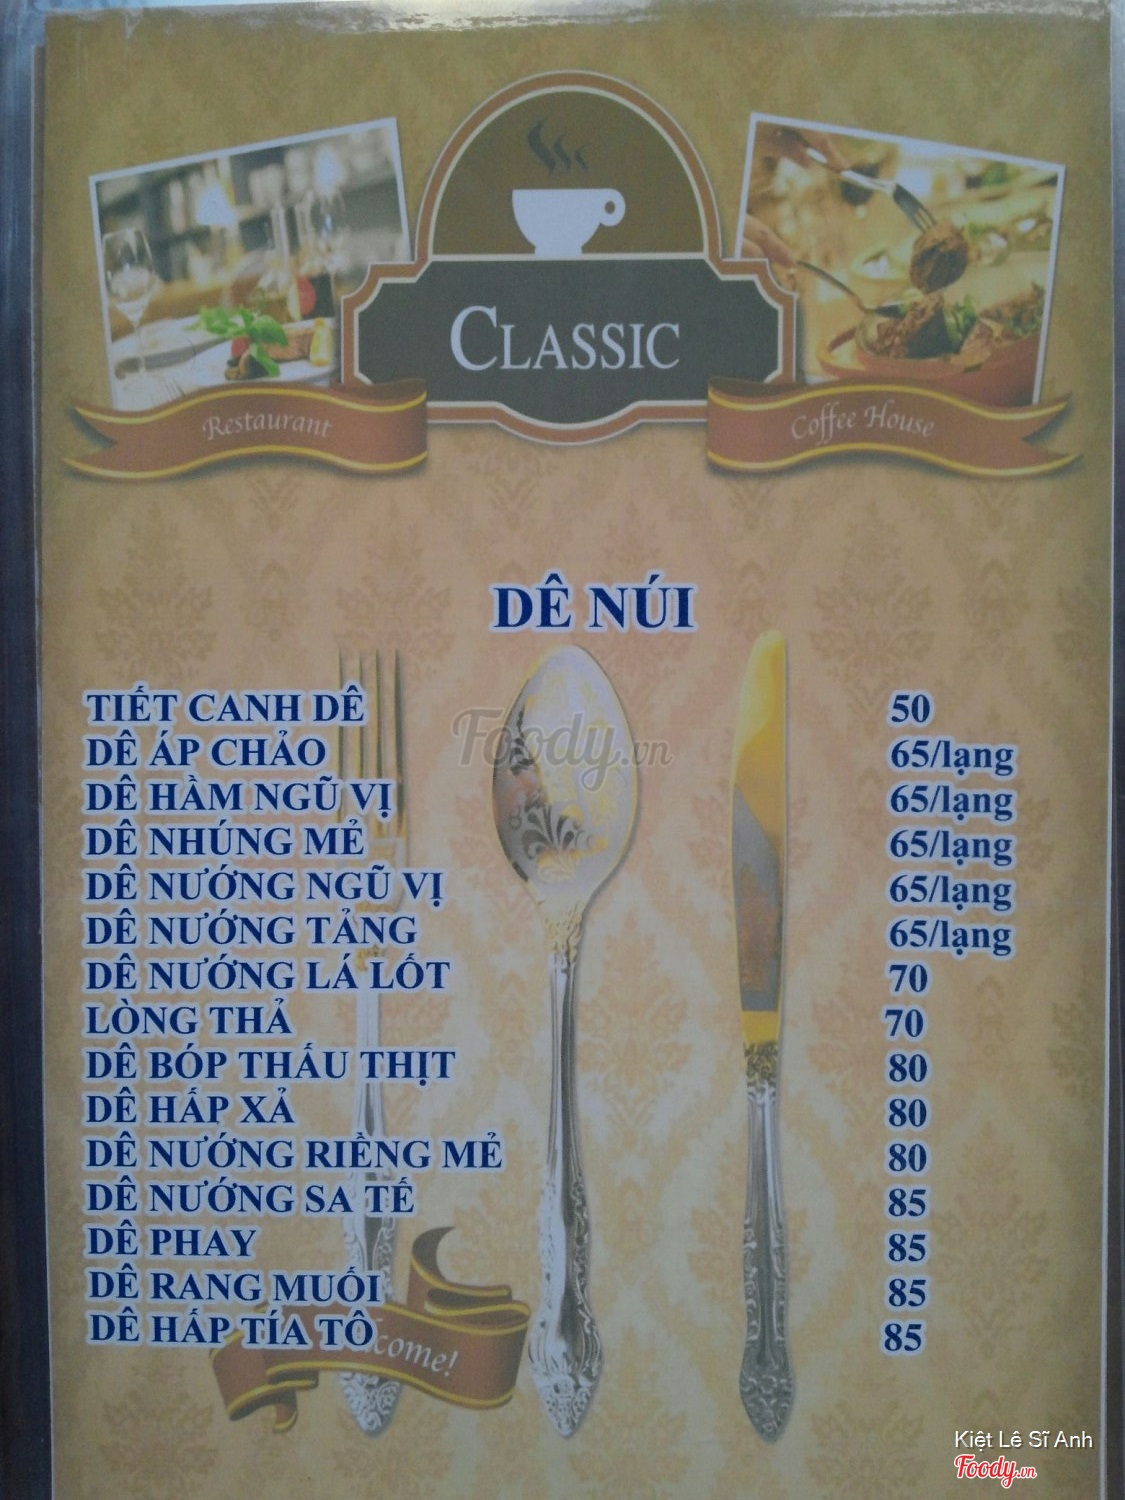 CLASSIC
Restaurant
Coffee House
DÊ NÚI
Foody.vn
TIẾT CANH DÊ 50
DÊ ÁP CHẢO 65/lạng
DÊ HẦM NGŨ VỊ 65/lạng
DÊ NHÚNG MẺ 65/lạng
DÊ NƯỚNG NGŨ VỊ 65/lạng
DÊ NƯỚNG TẢNG 65/lạng
DÊ NƯỚNG LÁ LỐT 70
LÒNG THẢ 70
DÊ BÓP THẤU THỊT 80
DÊ HẤP XẢ 80
DÊ NƯỚNG RIỀNG MẺ 80
DÊ NƯỚNG SA TẾ 85
DÊ PHAY 85
DÊ RANG MUỐI 85
DÊ HẤP TÍA TÔ 85
Kiệt Lê Sĩ Anh
Foody.vn